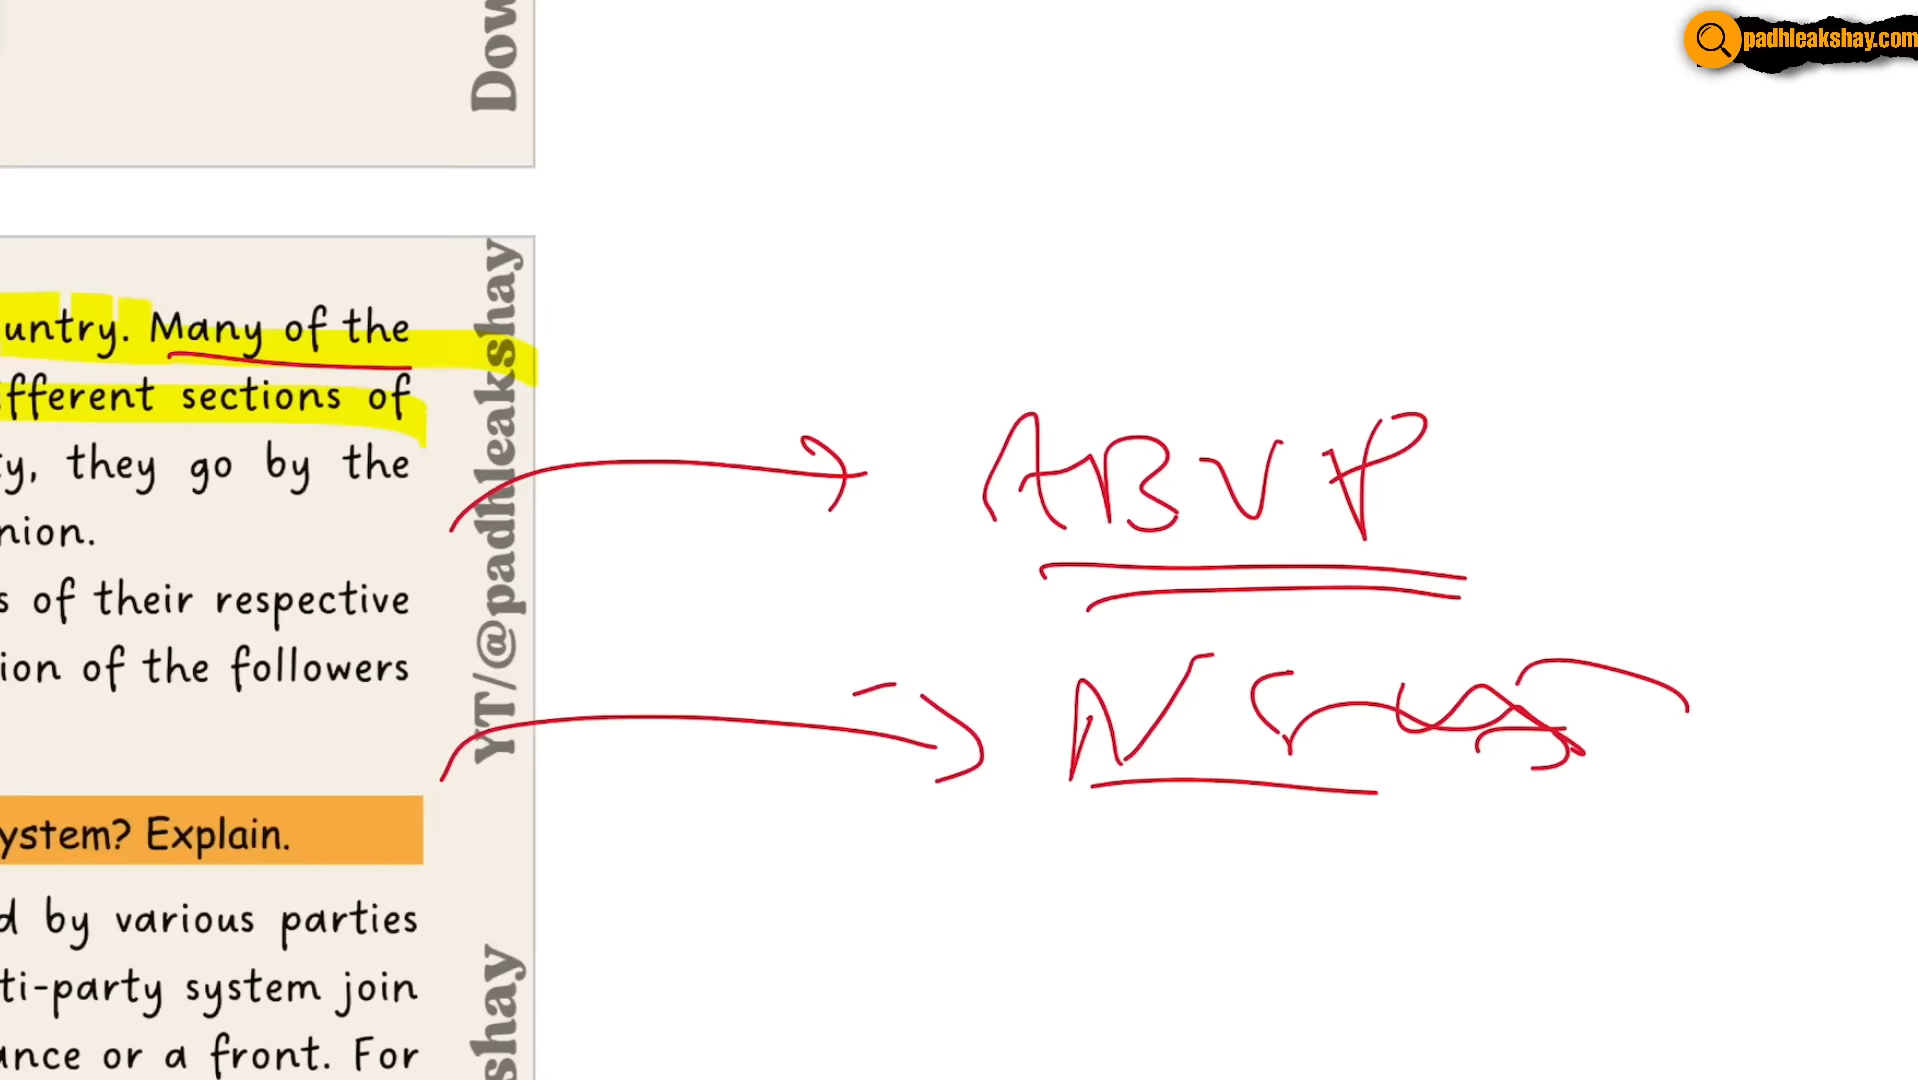 Dow
padhleakshay.com
untry. Many of the
fferent sections of
ty, they go by the
nion.
s of their respective
ion of the followers
YT/@padhleakshay
ABVP
ystem? Explain.
d by various parties
ti-party system join
ance or a front. For
shay